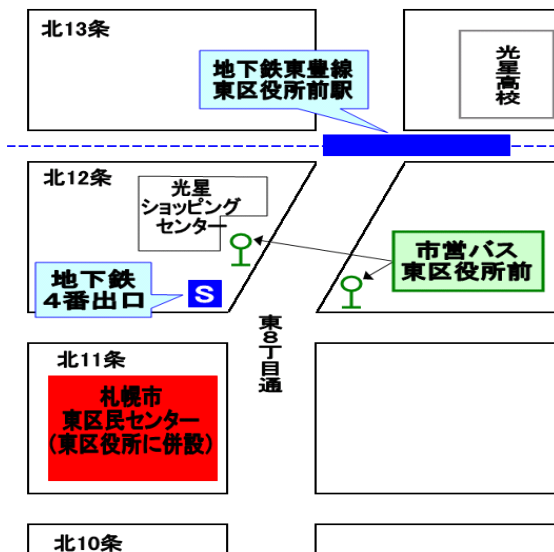 北13条
地下鉄東豊線
東区役所前駅
光星高校
北12条
光星
ショッピング
センター
市営バス
東区役所前
地下鉄
4番出口
S
東8丁目通
北11条
札幌市
東区民センター
(東区役所に併設)
北10条